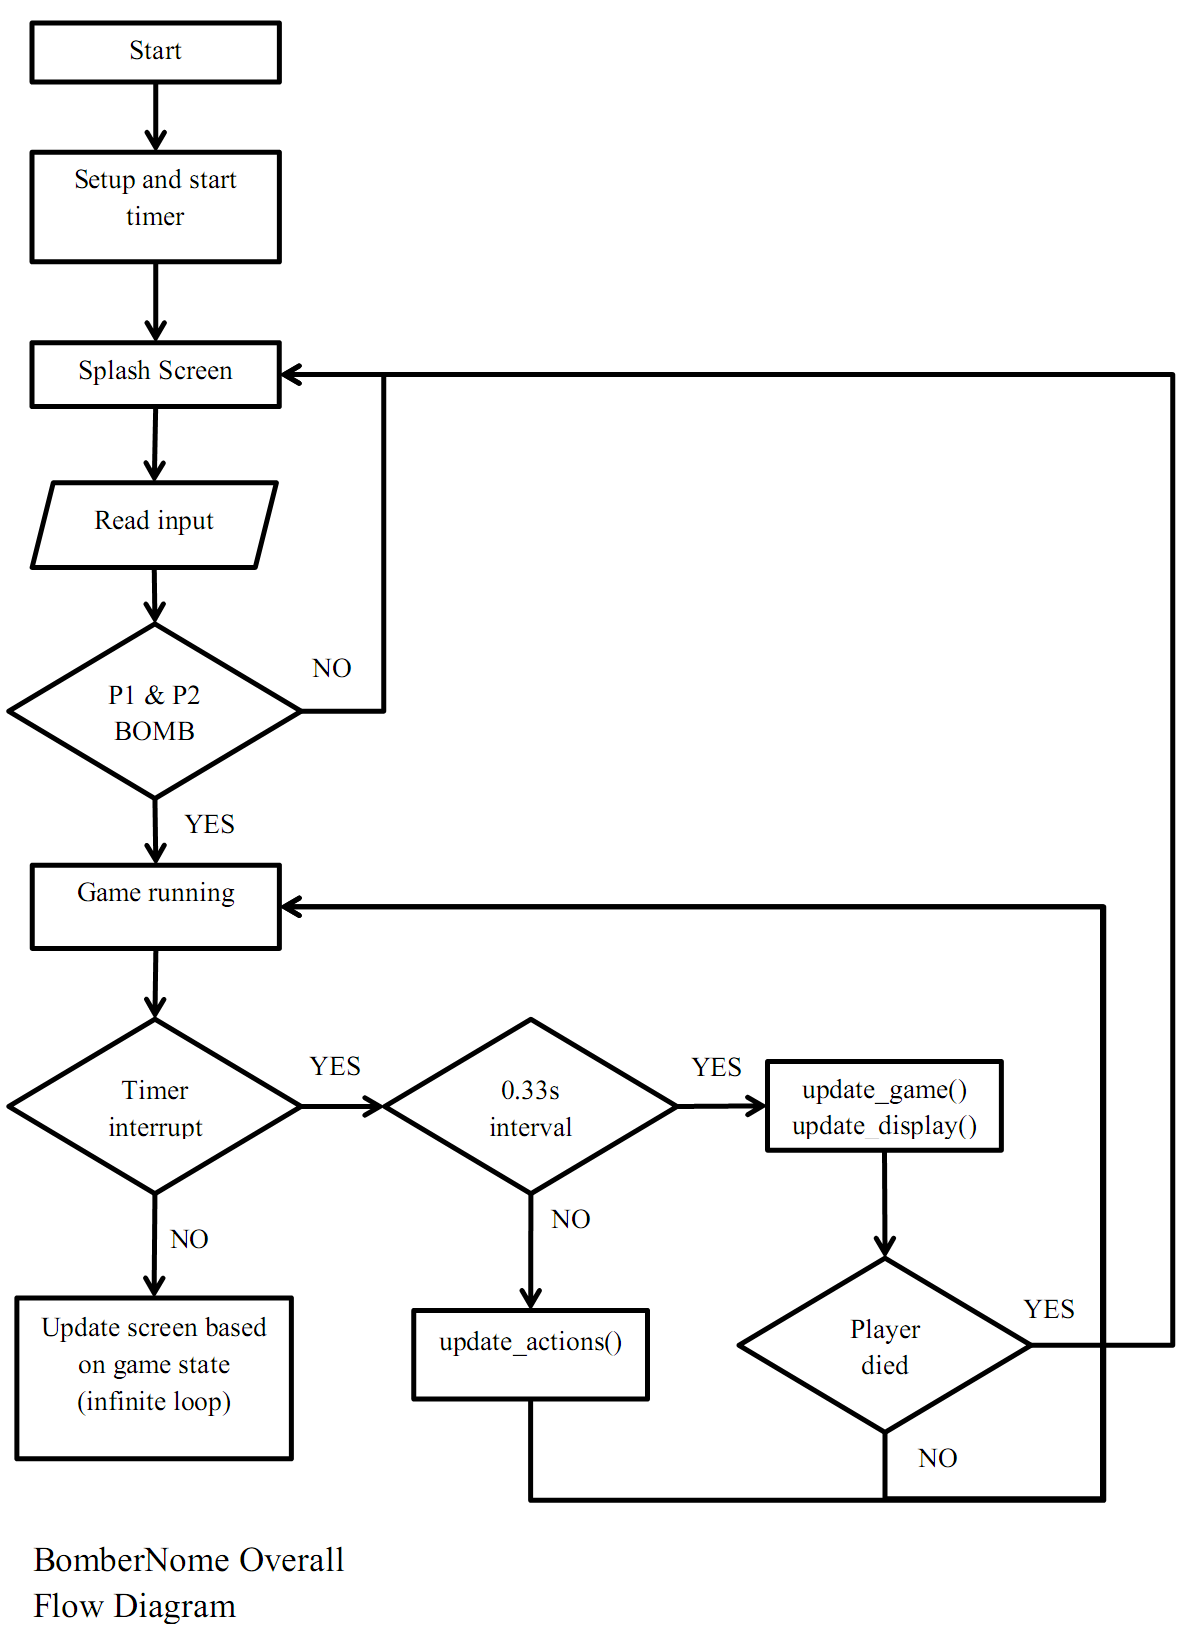 Start
Setup and start
timer
Splash Screen
Read input
NO
P1 & P2
BOMB
YES
Game running
Timer
interrupt
YES
0.33s
interval
YES
update_game()
update_display()
NO
NO
Update screen based
on game state
(infinite loop)
update_actions()
Player
died
YES
NO
BomberNome Overall
Flow Diagram